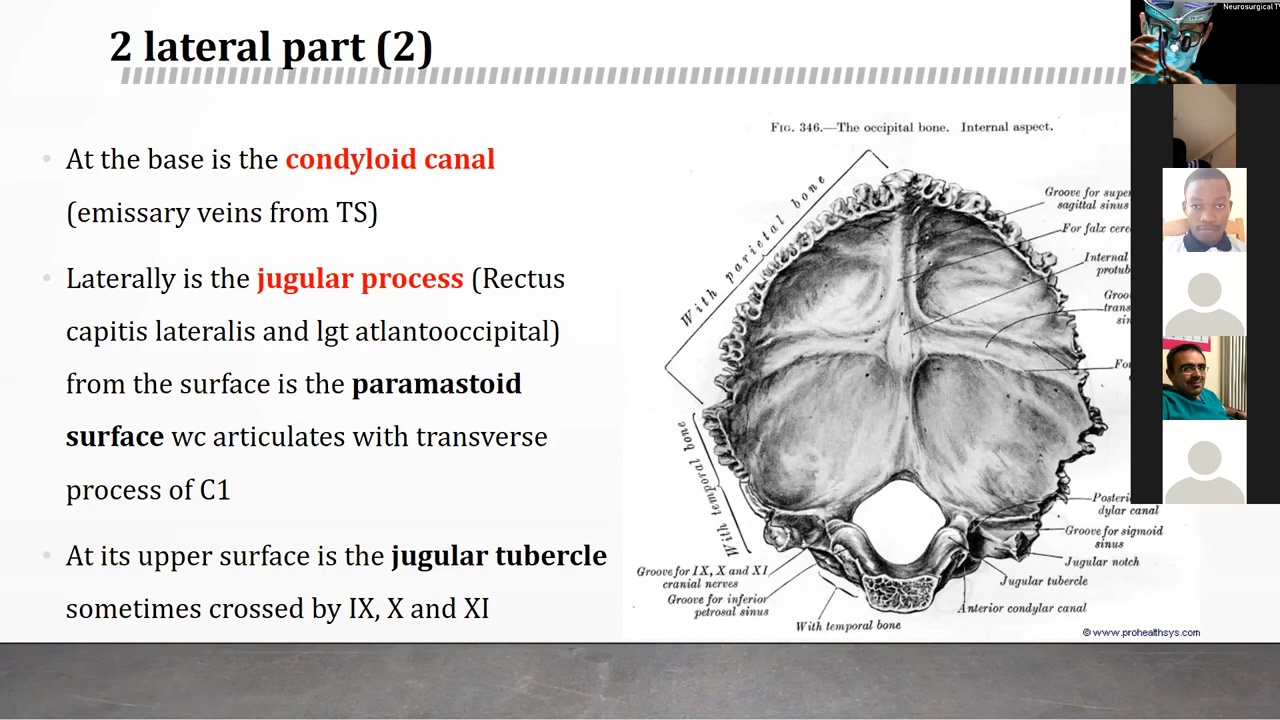 2 lateral part (2)
At the base is the condyloid canal
(emissary veins from TS)
Laterally is the jugular process (Rectus
capitis lateralis and lgt atlantooccipital)
from the surface is the paramastoid
surface wc articulates with transverse
process of C1
At its upper surface is the jugular tubercle
sometimes crossed by IX, X and XI
FIG. 346.—The occipital bone. Internal aspect.
With parietal bone
Groove for
sagittal sinus
For falx
Internal
For
With temporal bone
canal
Groove for sigmoid
sinus
Jugular notch
Jugular tubercle
Anterior condylar canal
Groove for IX, X and XI
cranial nerves
Groove for inferior
petrosal sinus
With temporal bone
© www.prohealthsys.com
Neurosurgical